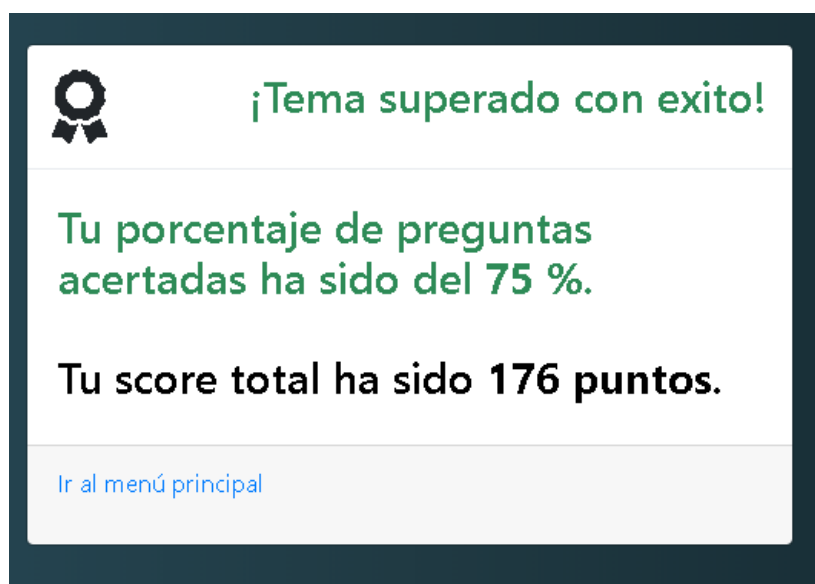 ¡Tema superado con exito!
Tu porcentaje de preguntas
acertadas ha sido del 75 %.
Tu score total ha sido 176 puntos.
Ir al menú principal